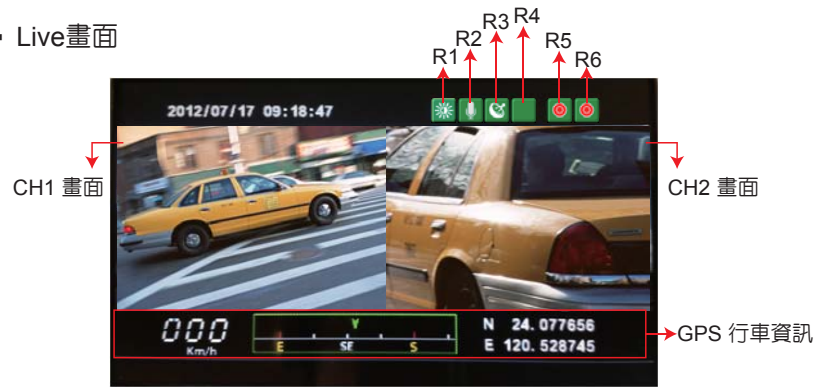 Live畫面
R1 R2 R3 R4 R5 R6
2012/07/17 09:18:47
CH1 畫面
CH2 畫面
000
Km/h
E SE S
N 24.077656
E 120.528745
GPS 行車資訊